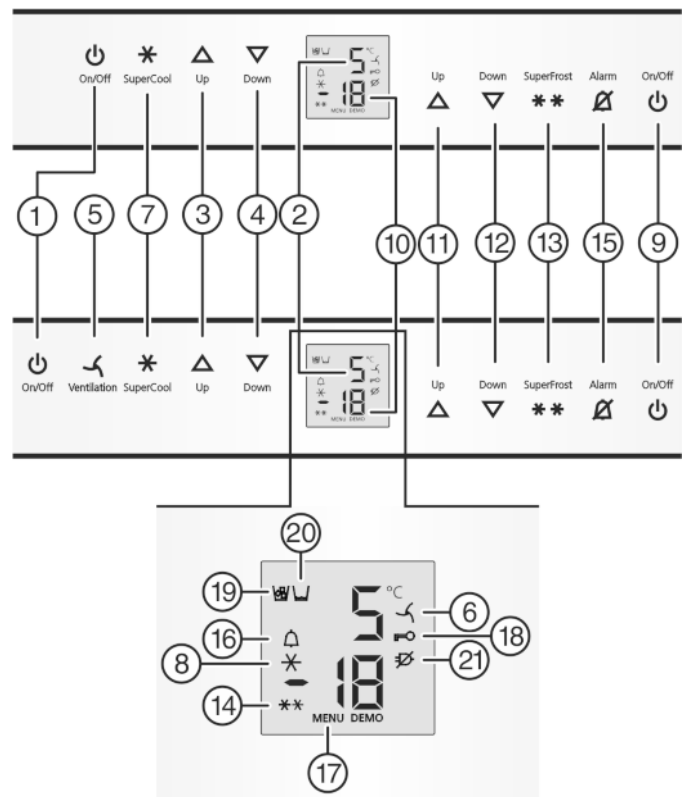 5 °C
18
MENU DEMO
On/Off SuperCool Up Down
Up Down SuperFrost Alarm On/Off
1 5 7 3 4 2 10 11 12 13 15 9
5 °C
18
MENU DEMO
On/Off Ventilation SuperCool Up Down
Up Down SuperFrost Alarm On/Off
20
19
5 °C
6
16
18
8
21
18
14
MENU DEMO
17